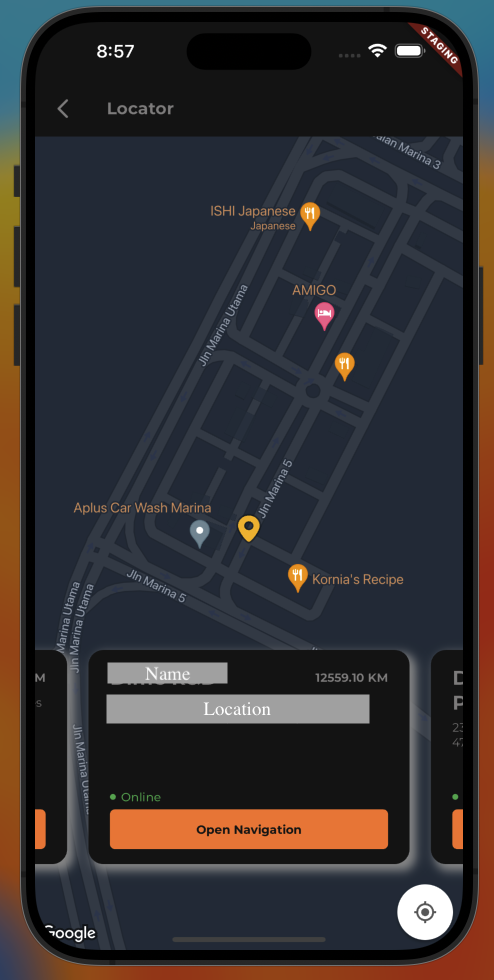 8:57
STAGING
Locator
alan Marina 3
ISHI Japanese
Japanese
AMIGO
Jln Marina Utama
Jln Marina 5
Aplus Car Wash Marina
Kornia's Recipe
Jln Marina 5
Marina Utama
Jln Marina Utama
Jln Marina Utama
M
s
Name
12559.10 KM
Location
Online
Open Navigation
D
P
23
47
Google